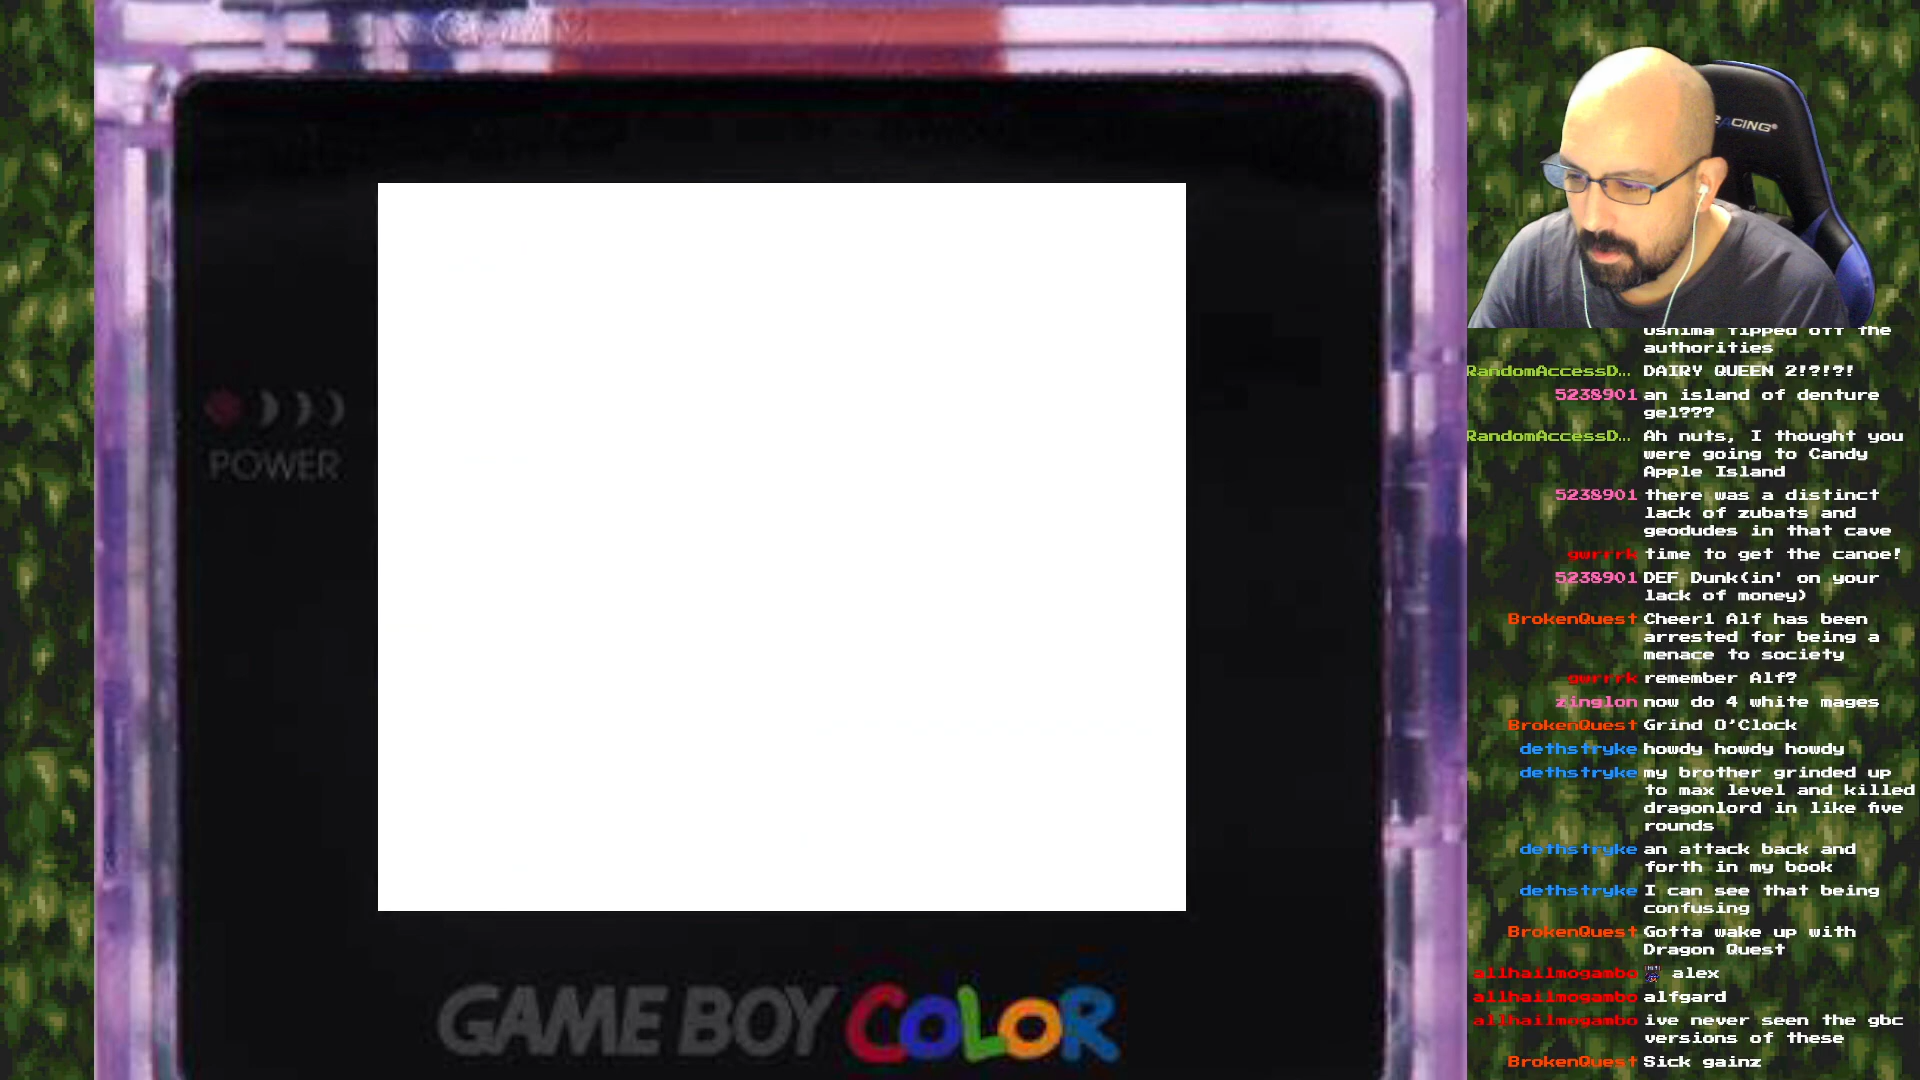 RACING®
POWER
GAME BOY COLOR
Oshima tipped off the
authorities
RandomAccessD... DAIRY QUEEN 2!?!?!
5238901 an island of denture
gel???
RandomAccessD... Ah nuts, I thought you
were going to Candy
Apple Island
5238901 there was a distinct
lack of zubats and
geodudes in that cave
gwrrrk time to get the canoe!
5238901 DEF Dunk(in' on your
lack of money)
BrokenQuest Cheer1 Alf has been
arrested for being a
menace to society
gwrrrk remember Alf?
zinglon now do 4 white mages
BrokenQuest Grind O'Clock
dethstryke howdy howdy howdy
dethstryke my brother grinded up
to max level and killed
dragonlord in like five
rounds
dethstryke an attack back and
forth in my book
dethstryke I can see that being
confusing
BrokenQuest Gotta wake up with
Dragon Quest
allhailmogambo alex
allhailmogambo alfgard
allhailmogambo ive never seen the gbc
versions of these
BrokenQuest Sick gainz